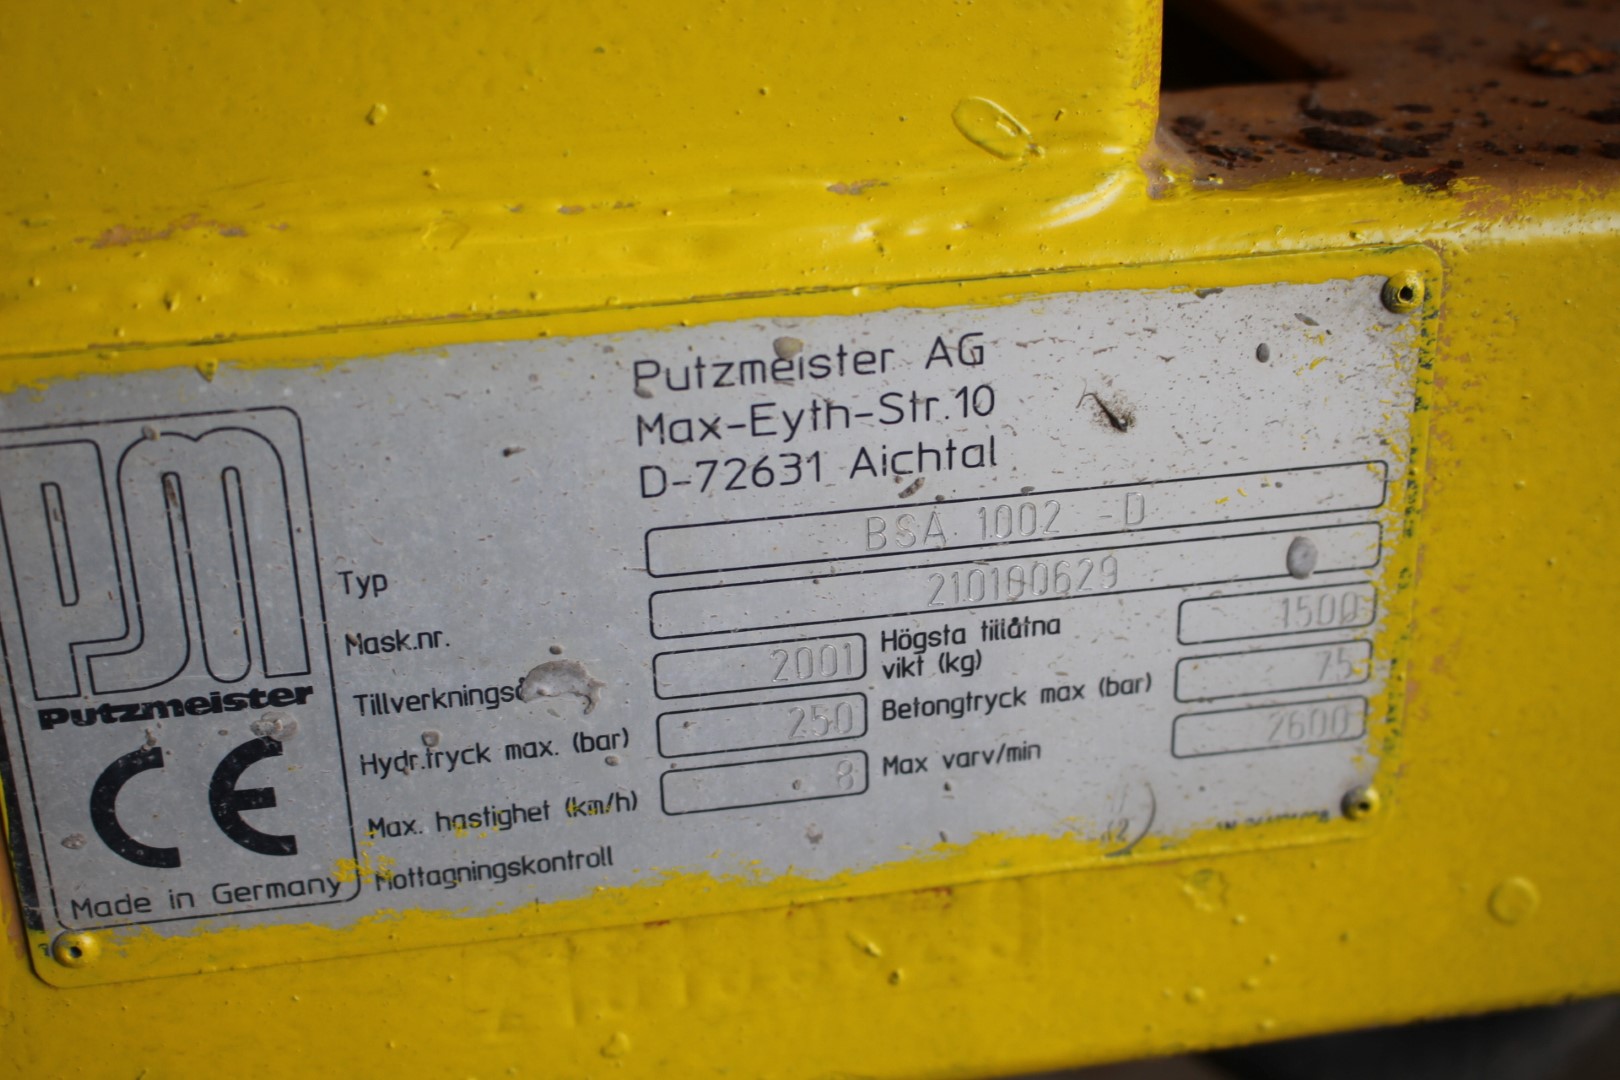 Putzmeister AG
Max-Eyth-Str.10
D-72631 Aichtal
PM
Putzmeister
CE
Made in Germany
Typ BSA 1002 -D
Mask.nr. 210100629
2001
Hydr.tryck max. (bar) 250
Max. hastighet (km/h) 8
Mottagningskontroll
Högsta tillåtna
vikt (kg) 1500
Betongtryck max (bar) 75
Max varv/min 2600